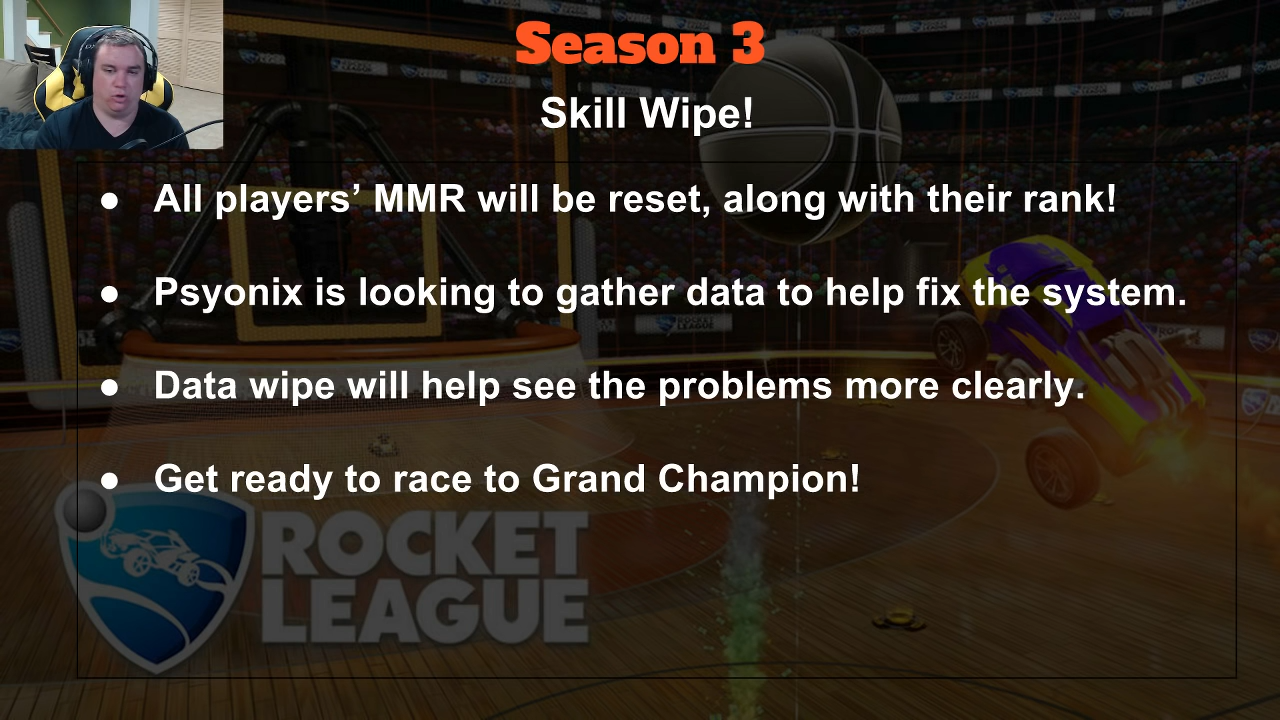 Season 3
Skill Wipe!
● All players’ MMR will be reset, along with their rank!
● Psyonix is looking to gather data to help fix the system.
● Data wipe will help see the problems more clearly.
● Get ready to race to Grand Champion!
ROCKET
LEAGUE